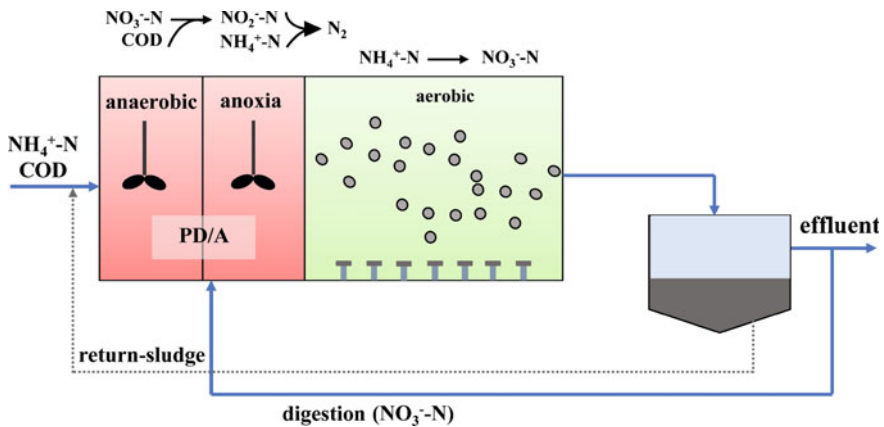 NO₃⁻-N → NO₂⁻-N
COD NH₄⁺-N
N₂
NH₄⁺-N → NO₃⁻-N
anaerobic
anoxia
aerobic
NH₄⁺-N
COD
PD/A
effluent
return-sludge
digestion (NO₃⁻-N)